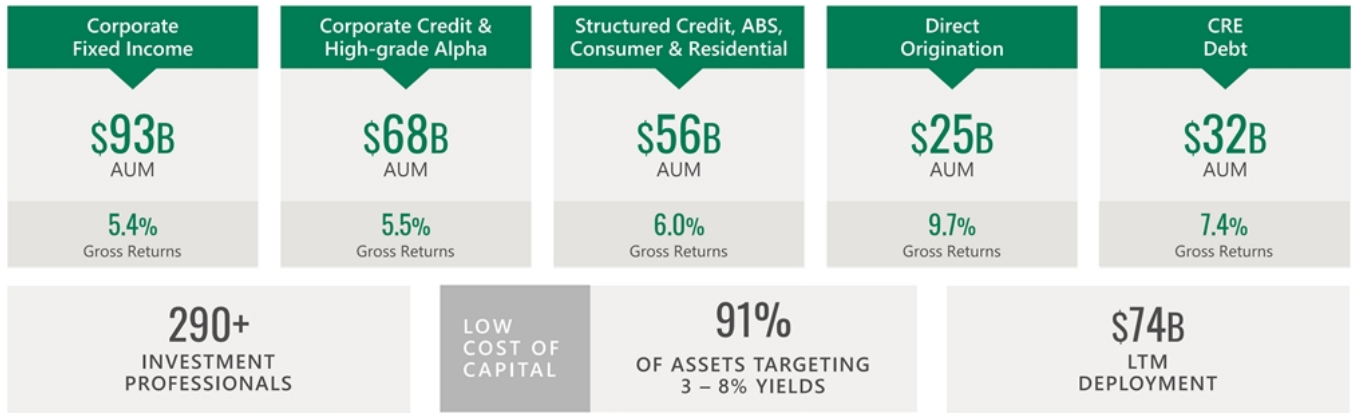 Corporate
Fixed Income
$93B
AUM
5.4%
Gross Returns
Corporate Credit &
High-grade Alpha
$68B
AUM
5.5%
Gross Returns
Structured Credit, ABS,
Consumer & Residential
$56B
AUM
6.0%
Gross Returns
Direct
Origination
$25B
AUM
9.7%
Gross Returns
CRE
Debt
$32B
AUM
7.4%
Gross Returns
290+
INVESTMENT
PROFESSIONALS
LOW
COST OF
CAPITAL
91%
OF ASSETS TARGETING
3 – 8% YIELDS
$74B
LTM
DEPLOYMENT